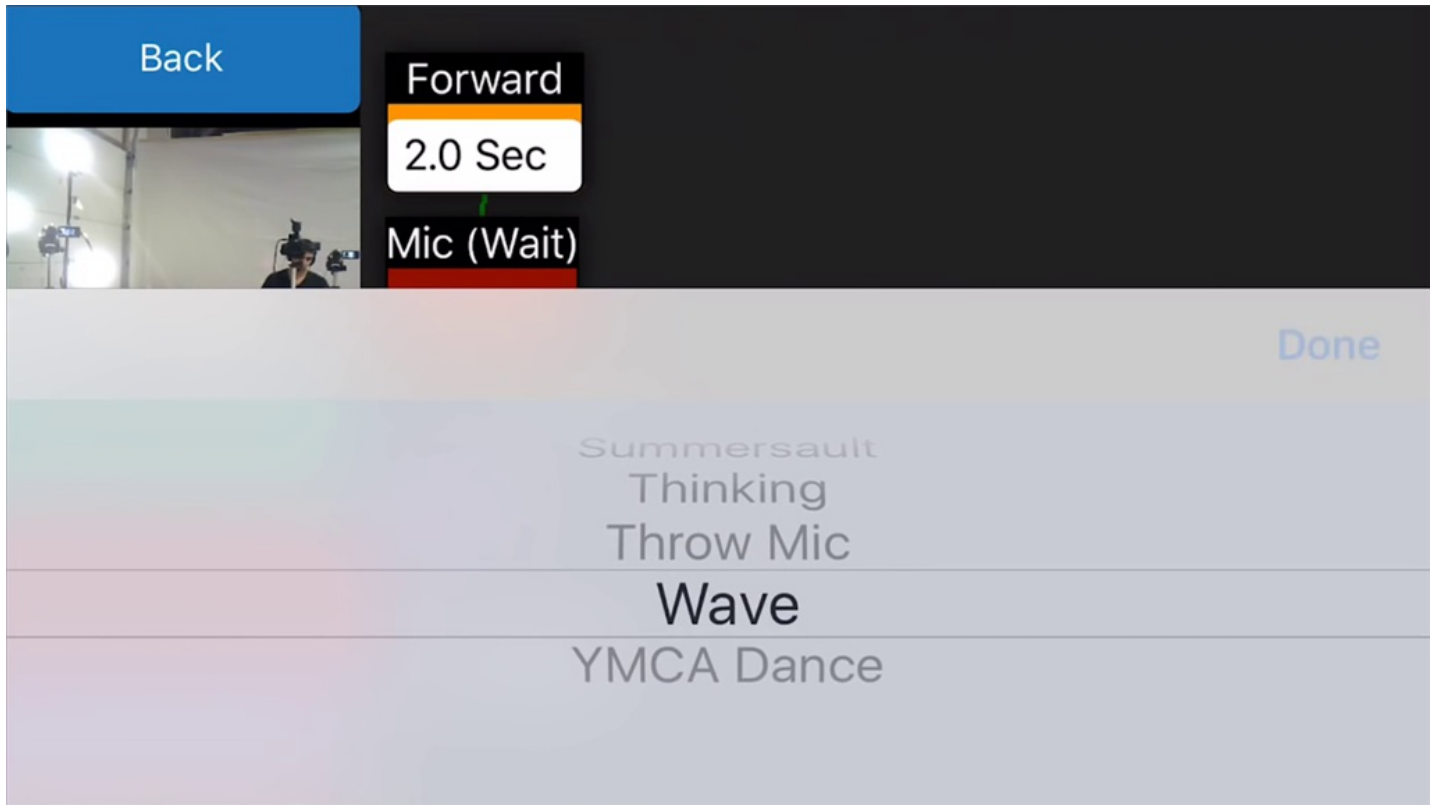 Back
Forward
2.0 Sec
Mic (Wait)
Done
Summersault
Thinking
Throw Mic
Wave
YMCA Dance